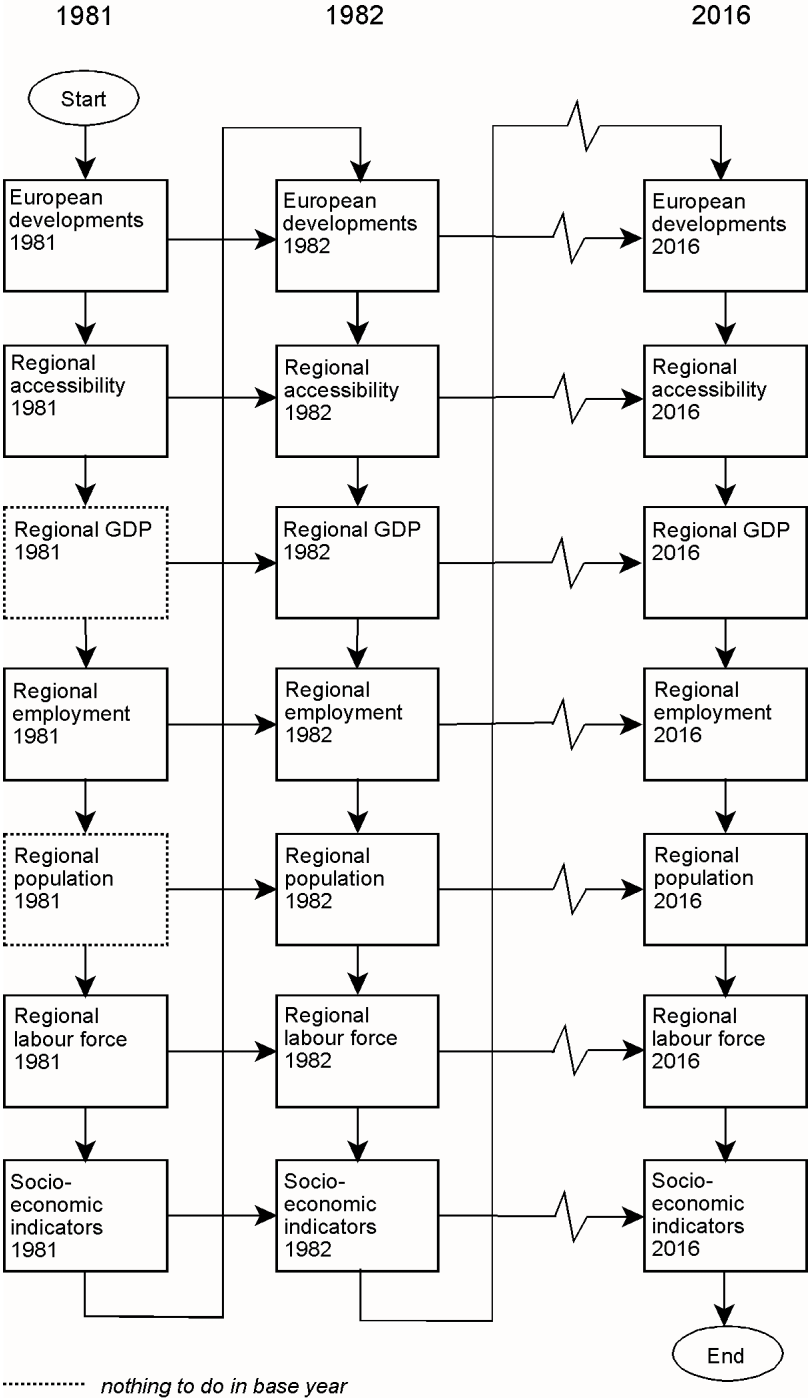 1981
1982
2016
Start
European
developments
1981
European
developments
1982
European
developments
2016
Regional
accessibility
1981
Regional
accessibility
1982
Regional
accessibility
2016
Regional GDP
1981
Regional GDP
1982
Regional GDP
2016
Regional
employment
1981
Regional
employment
1982
Regional
employment
2016
Regional
population
1981
Regional
population
1982
Regional
population
2016
Regional
labour force
1981
Regional
labour force
1982
Regional
labour force
2016
Socio-
economic
indicators
1981
Socio-
economic
indicators
1982
Socio-
economic
indicators
2016
End
nothing to do in base year